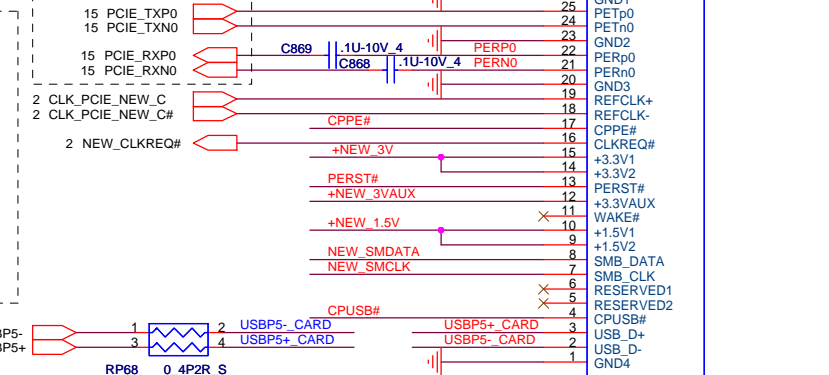 25 GND1
15 PCIE_TXP0 PETp0
15 PCIE_TXN0 24 PETn0
23 GND2
15 PCIE_RXP0 C869 .1U-10V_4 PERP0 22 PERp0
15 PCIE_RXN0 C868 .1U-10V_4 PERN0 21 PERn0
20 GND3
2 CLK_PCIE_NEW_C 19 REFCLK+
2 CLK_PCIE_NEW_C# 18 REFCLK-
CPPE# 17 CPPE#
2 NEW_CLKREQ# 16 CLKREQ#
+NEW_3V 15 +3.3V1
14 +3.3V2
PERST# 13 PERST#
+NEW_3VAUX 12 +3.3VAUX
11 WAKE#
+NEW_1.5V 10 +1.5V1
9 +1.5V2
NEW_SMDATA 8 SMB_DATA
NEW_SMCLK 7 SMB_CLK
6 RESERVED1
5 RESERVED2
CPUSB# 4 CPUSB#
BP5- 1 2 USBP5-_CARD USBP5+_CARD 3 USB_D+
BP5+ 3 4 USBP5+_CARD USBP5-_CARD 2 USB_D-
1 GND4
RP68 0_4P2R_S